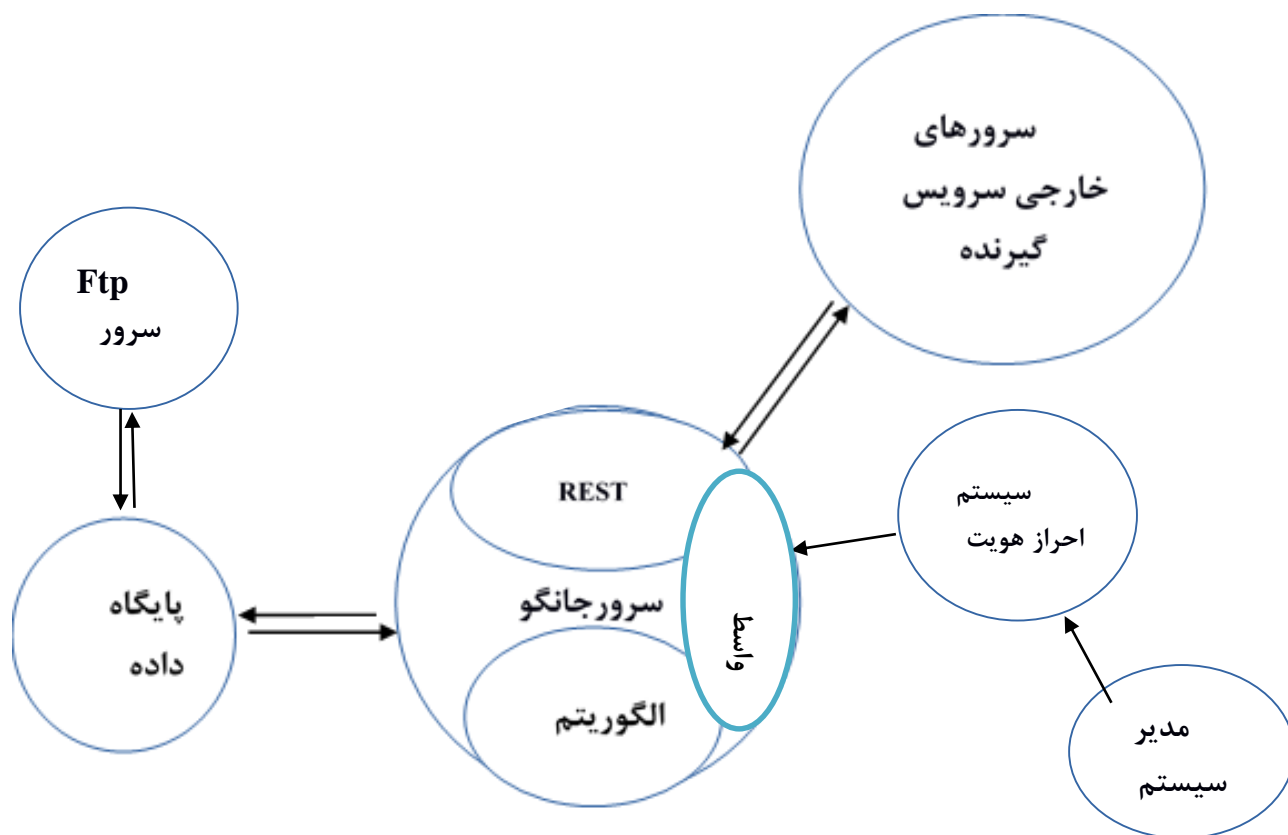 سرورهای
خارجی سرویس
گیرنده
Ftp
سرور
REST
سیستم
احراز هویت
سرورجانگو
واسط
پایگاه
داده
الگوریتم
مدیر
سیستم